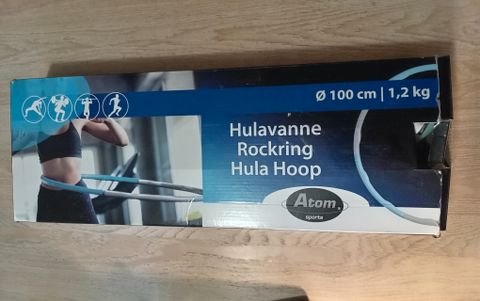 Ø 100 cm | 1,2 kg
Hulavanne
Rockring
Hula Hoop
Atom
sports